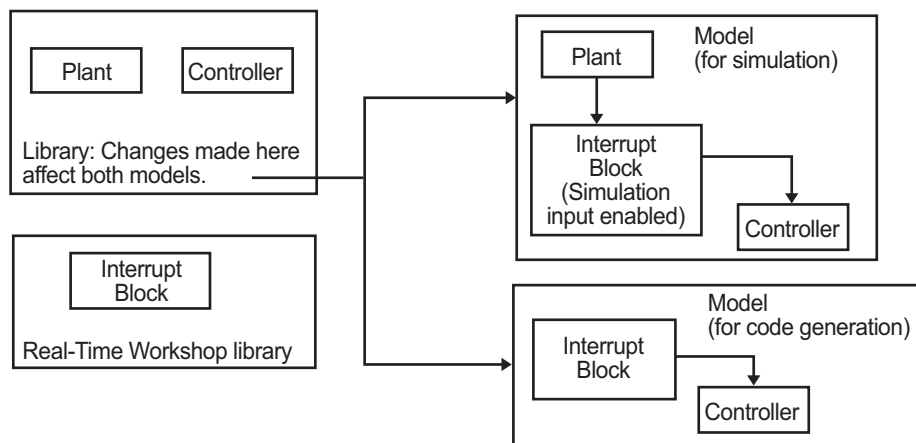 Plant
Controller
Library: Changes made here
affect both models.
Interrupt
Block
Real-Time Workshop library
Model
(for simulation)
Plant
Interrupt
Block
(Simulation
input enabled)
Controller
Model
(for code generation)
Interrupt
Block
Controller